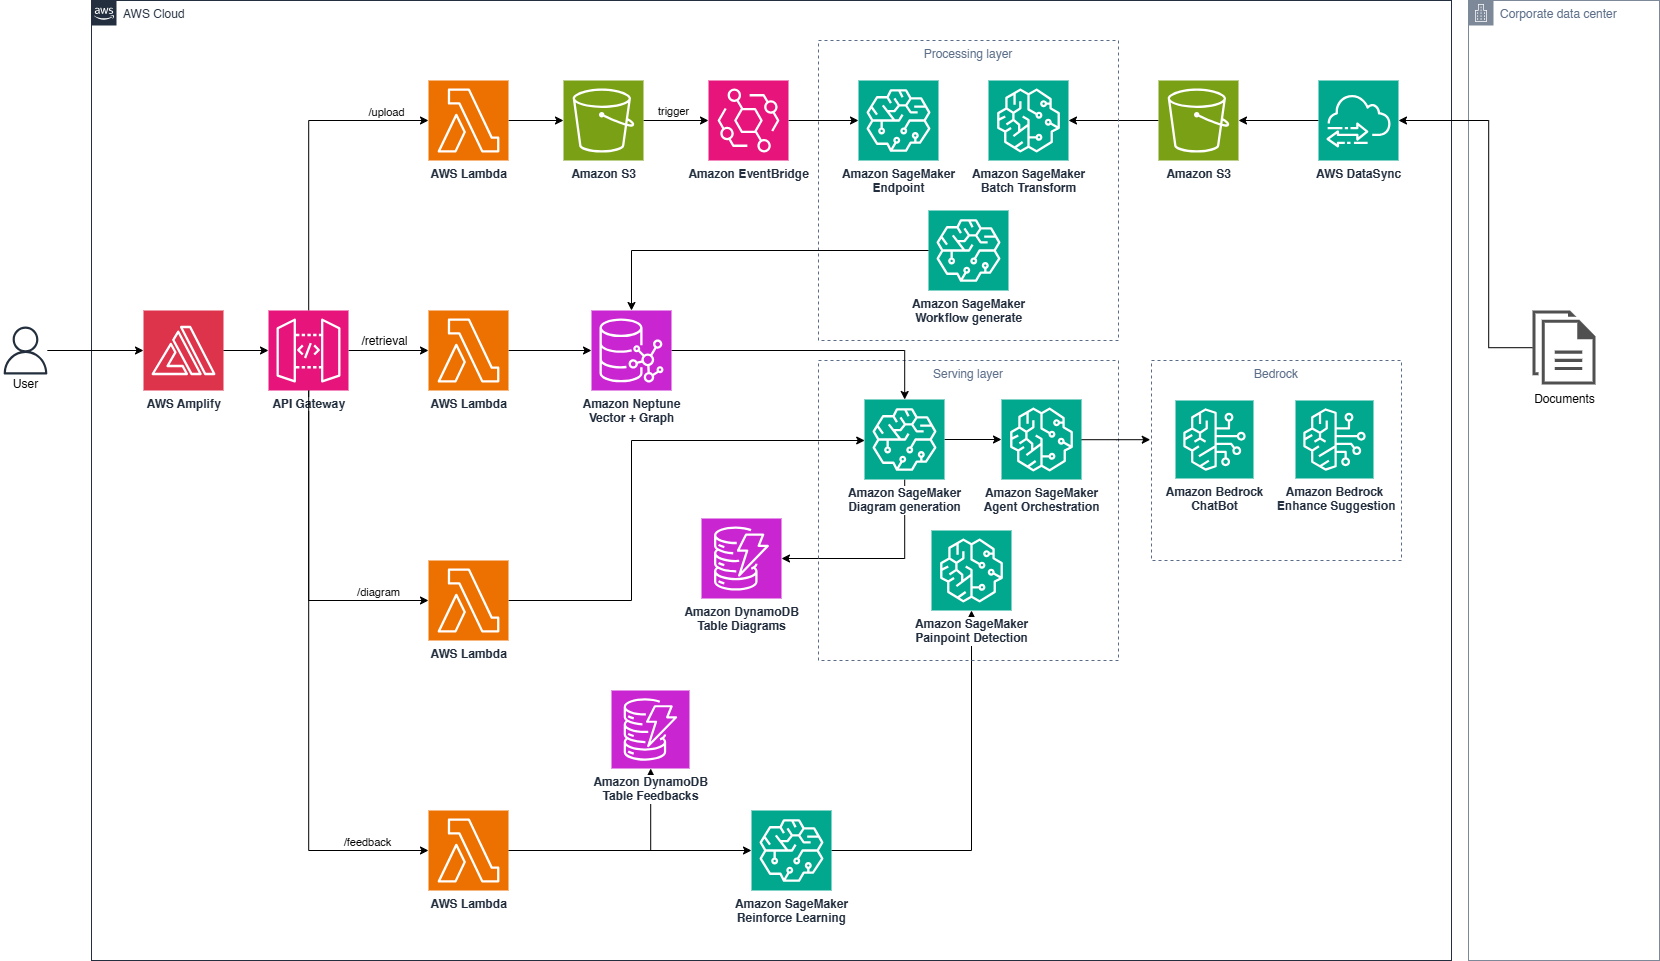 aws
AWS Cloud
Corporate data center
Processing layer
/upload
trigger
AWS Lambda
Amazon S3
Amazon EventBridge
Amazon SageMaker
Endpoint
Amazon SageMaker
Batch Transform
Amazon S3
AWS DataSync
Amazon SageMaker
Workflow generate
/retrieval
User
AWS Amplify
API Gateway
AWS Lambda
Amazon Neptune
Vector + Graph
Serving layer
Bedrock
Documents
Amazon SageMaker
Diagram generation
Amazon SageMaker
Agent Orchestration
Amazon Bedrock
ChatBot
Amazon Bedrock
Enhance Suggestion
/diagram
AWS Lambda
Amazon DynamoDB
Table Diagrams
Amazon SageMaker
Painpoint Detection
Amazon DynamoDB
Table Feedbacks
/feedback
AWS Lambda
Amazon SageMaker
Reinforce Learning